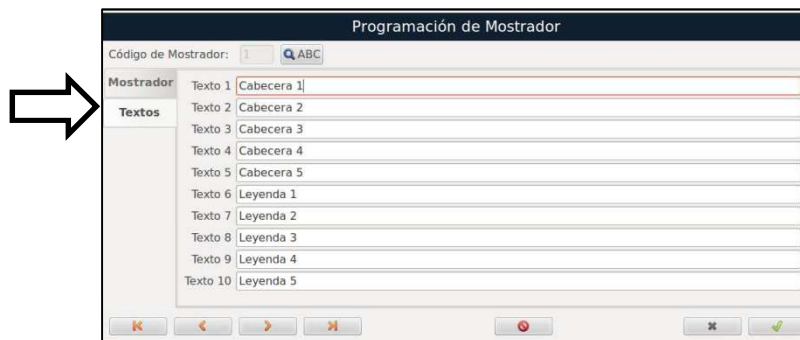 Programación de Mostrador
Código de Mostrador: 1 ABC
Mostrador
Textos
Texto 1 Cabecera 1
Texto 2 Cabecera 2
Texto 3 Cabecera 3
Texto 4 Cabecera 4
Texto 5 Cabecera 5
Texto 6 Leyenda 1
Texto 7 Leyenda 2
Texto 8 Leyenda 3
Texto 9 Leyenda 4
Texto 10 Leyenda 5